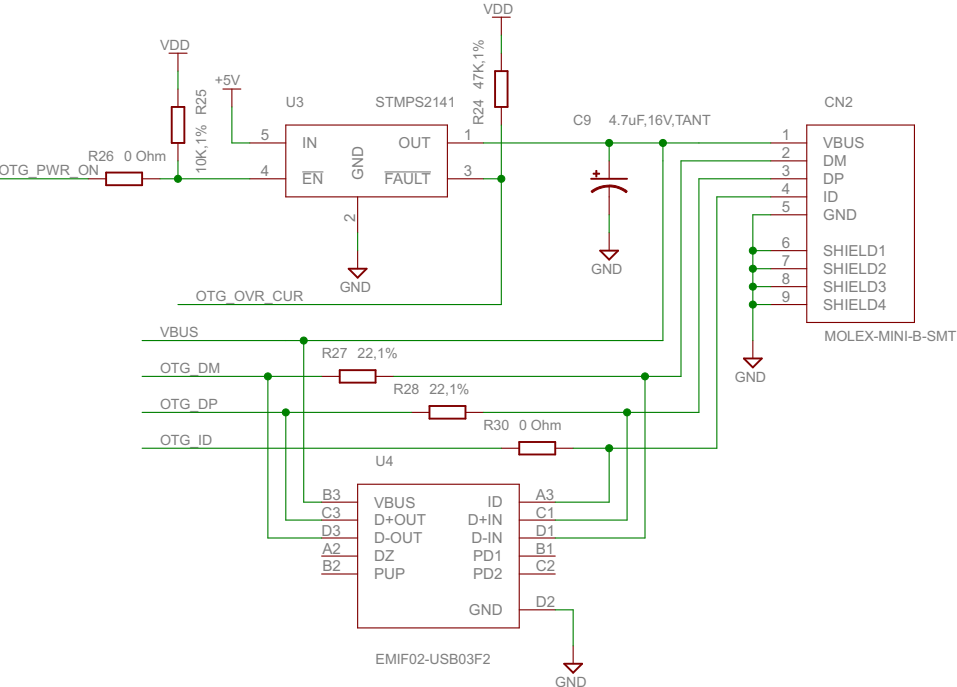 VDD
VDD
+5V
R25
10K,1%
R24
47K,1%
U3
STMPS2141
C9 4.7uF,16V,TANT
CN2
R26 0 Ohm
OTG_PWR_ON
5 IN
OUT 1
4 EN
FAULT 3
GND
2
GND
+
GND
1 VBUS
2 DM
3 DP
4 ID
5 GND
6 SHIELD1
7 SHIELD2
8 SHIELD3
9 SHIELD4
MOLEX-MINI-B-SMT
GND
OTG_OVR_CUR
VBUS
R27 22,1%
OTG_DM
R28 22,1%
OTG_DP
R30 0 Ohm
OTG_ID
U4
B3 VBUS ID A3
C3 D+OUT D+IN C1
D3 D-OUT D-IN D1
A2 DZ PD1 B1
B2 PUP PD2 C2
GND D2
EMIF02-USB03F2
GND